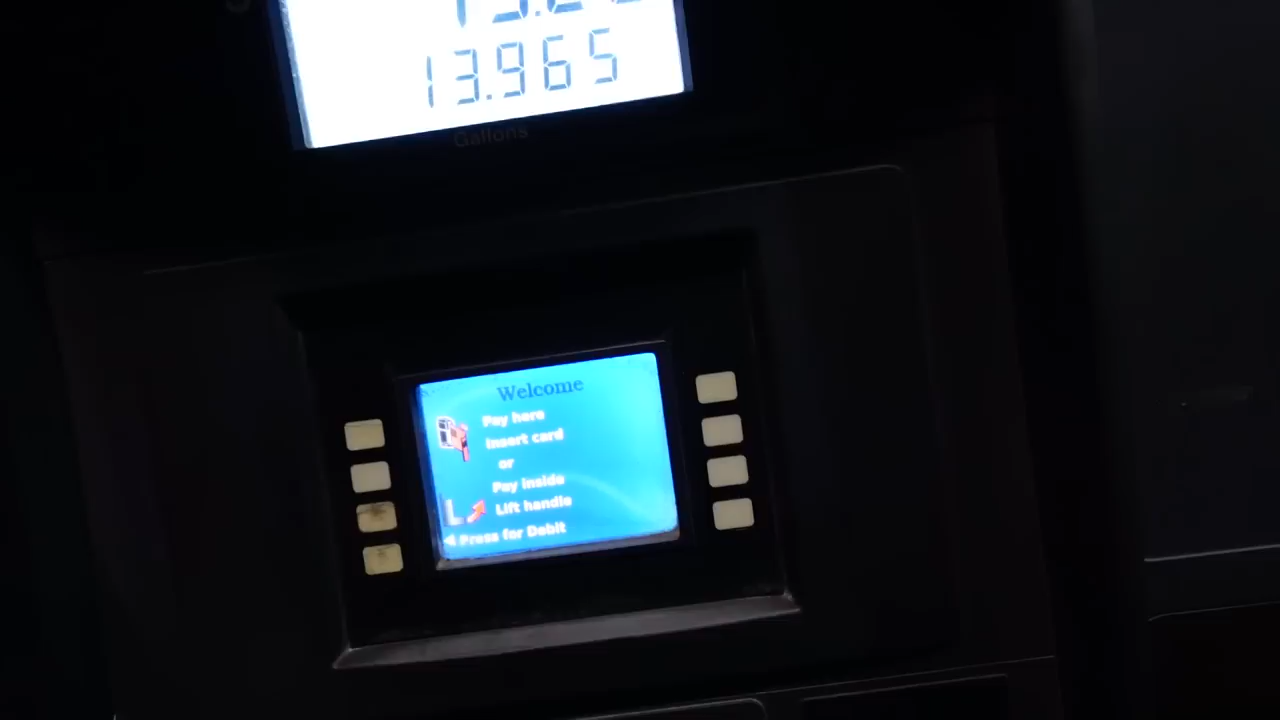 13.965
Gallons
Welcome
Pay here
Insert card
or
Pay inside
Lift handle
Press for Debit